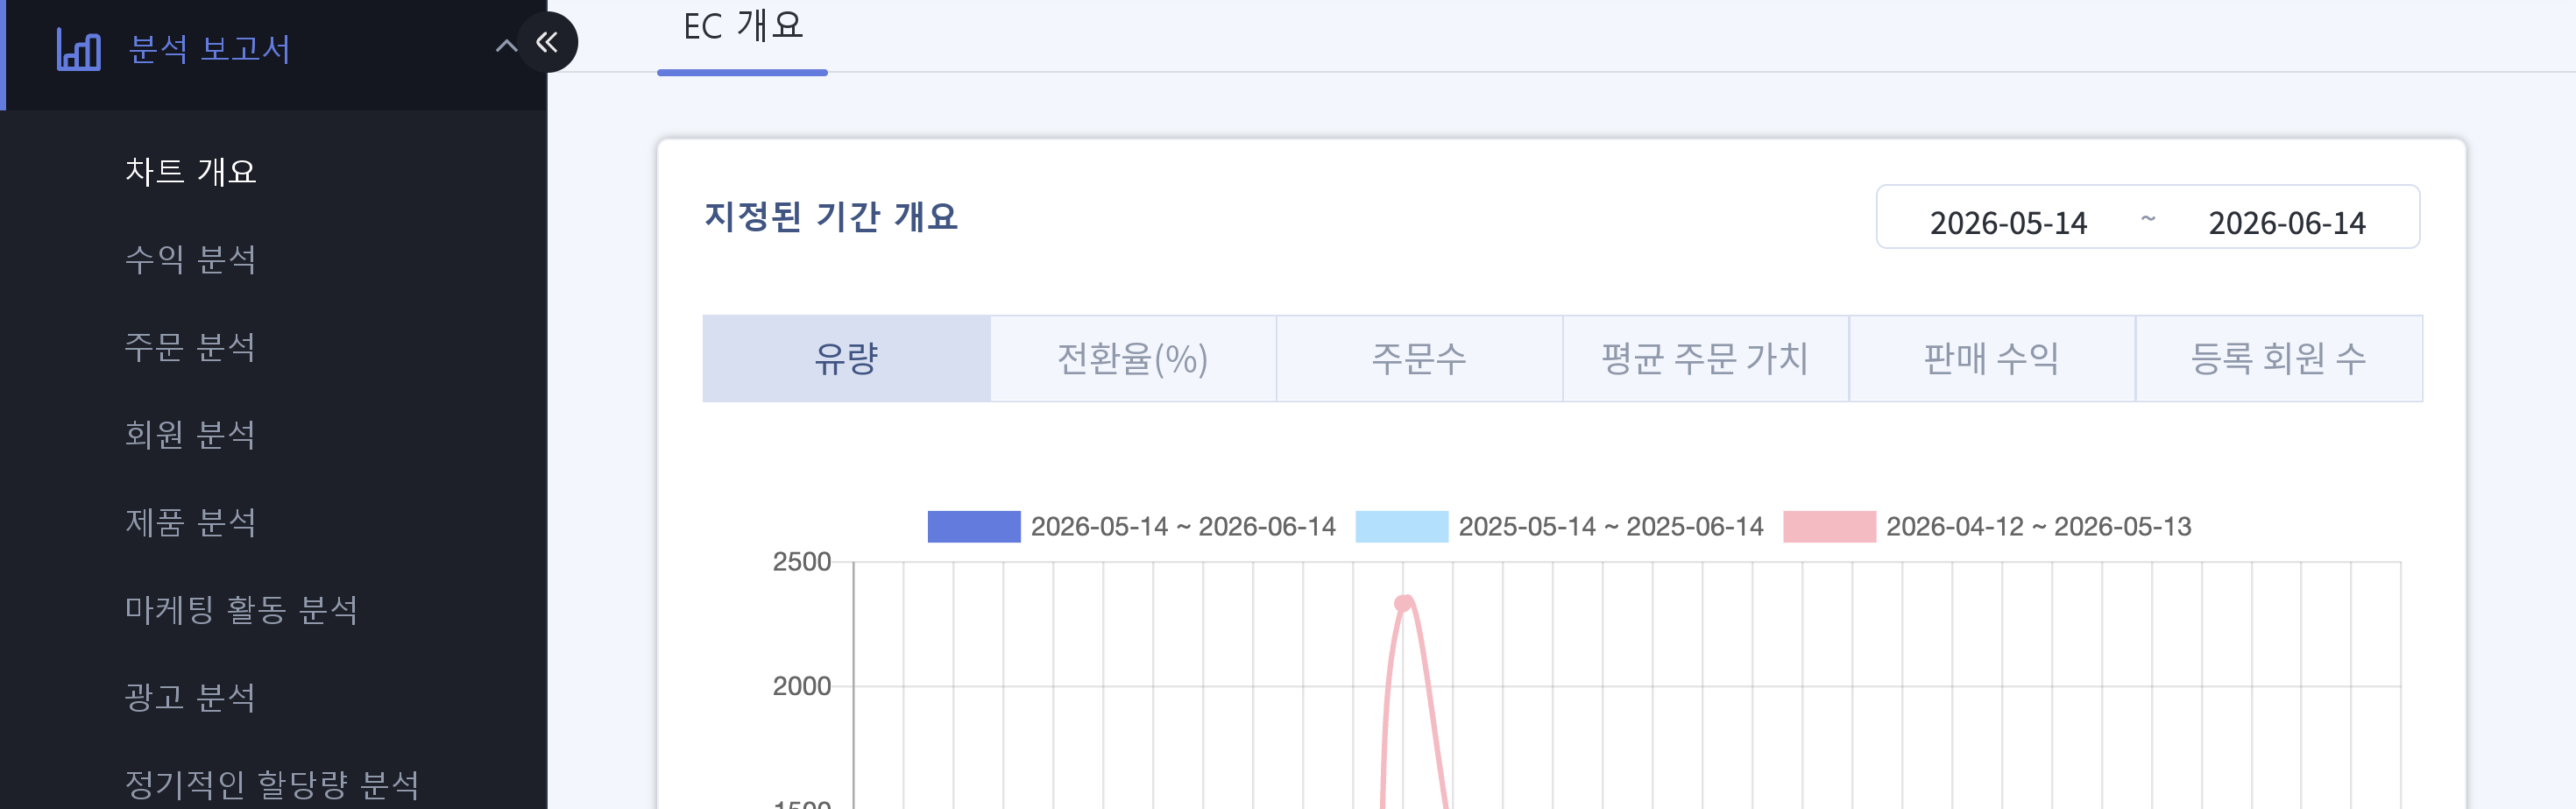 분석 보고서
차트 개요
수익 분석
주문 분석
회원 분석
제품 분석
마케팅 활동 분석
광고 분석
정기적인 할당량 분석
EC 개요
지정된 기간 개요
2026-05-14 ~ 2026-06-14
유량 전환율(%) 주문수 평균 주문 가치 판매 수익 등록 회원 수
2026-05-14 ~ 2026-06-14 2025-05-14 ~ 2025-06-14 2026-04-12 ~ 2026-05-13
2500
2000
1500